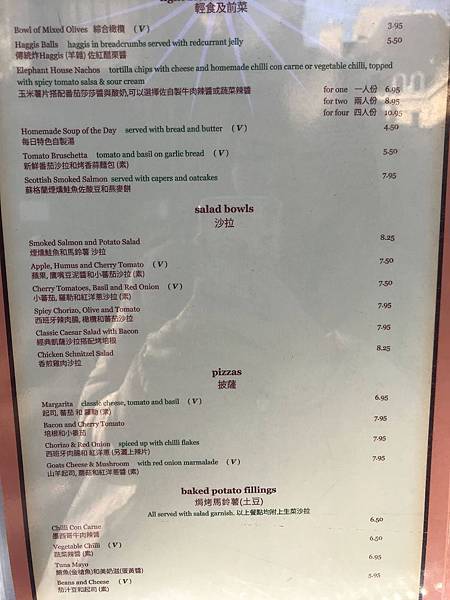 輕食及前菜
Bowl of Mixed Olives 綜合橄欖 (V) 3.95
Haggis Balls haggis in breadcrumbs served with redcurrant jelly 5.50
傳統炸Haggis (羊雜) 佐紅醋栗醬
Elephant House Nachos tortilla chips with cheese and homemade chilli con carne or vegetable chilli, topped
with spicy tomato salsa & sour cream
玉米薯片搭配番茄莎莎醬與酸奶,可以選擇佐自製牛肉辣醬或蔬菜辣醬 for one 一人份 6.95
for two 兩人份 8.95
for four 四人份 10.95
Homemade Soup of the Day served with bread and butter (V) 4.50
每日特色自製湯
Tomato Bruschetta tomato and basil on garlic bread (V) 5.50
新鮮番茄沙拉和烤香蒜麵包 (素)
Scottish Smoked Salmon served with capers and oatcakes 7.95
蘇格蘭煙燻鮭魚佐酸豆和燕麥餅
salad bowls
沙拉
Smoked Salmon and Potato Salad 8.25
煙燻鮭魚和馬鈴薯 沙拉
Apple, Humus and Cherry Tomato (V) 7.50
蘋果, 鷹嘴豆泥醬和小蕃茄沙拉 (素)
Cherry Tomatoes, Basil and Red Onion (V) 7.50
小蕃茄, 羅勒和紅洋蔥沙拉 (素)
Spicy Chorizo, Olive and Tomato 7.95
西班牙辣肉腸, 橄欖和蕃茄沙拉
Classic Caesar Salad with Bacon 7.95
經典凱薩沙拉搭配烤培根
Chicken Schnitzel Salad 8.25
香煎雞肉沙拉
pizzas
披薩
Margarita classic cheese, tomato and basil (V) 6.95
起司, 蕃茄 和 羅勒 (素)
Bacon and Cherry Tomato 7.95
培根和小蕃茄
Chorizo & Red Onion spiced up with chilli flakes 7.95
西班牙肉腸和 紅洋蔥 (另灑上辣片)
Goats Cheese & Mushroom with red onion marmalade (V) 7.95
山羊起司, 蘑菇和紅洋蔥醬 (素)
baked potato fillings
焗烤馬鈴薯(土豆)
All served with salad garnish. 以上餐點均附上生菜沙拉
Chilli Con Carne 6.50
墨西哥牛肉辣醬
Vegetable Chilli (V) 6.50
蔬菜辣醬 (素)
Tuna Mayo 6.95
鮪魚(金槍魚)和美奶滋(蛋黃醬)
Beans and Cheese (V) 5.95
茄汁豆和起司 (素)